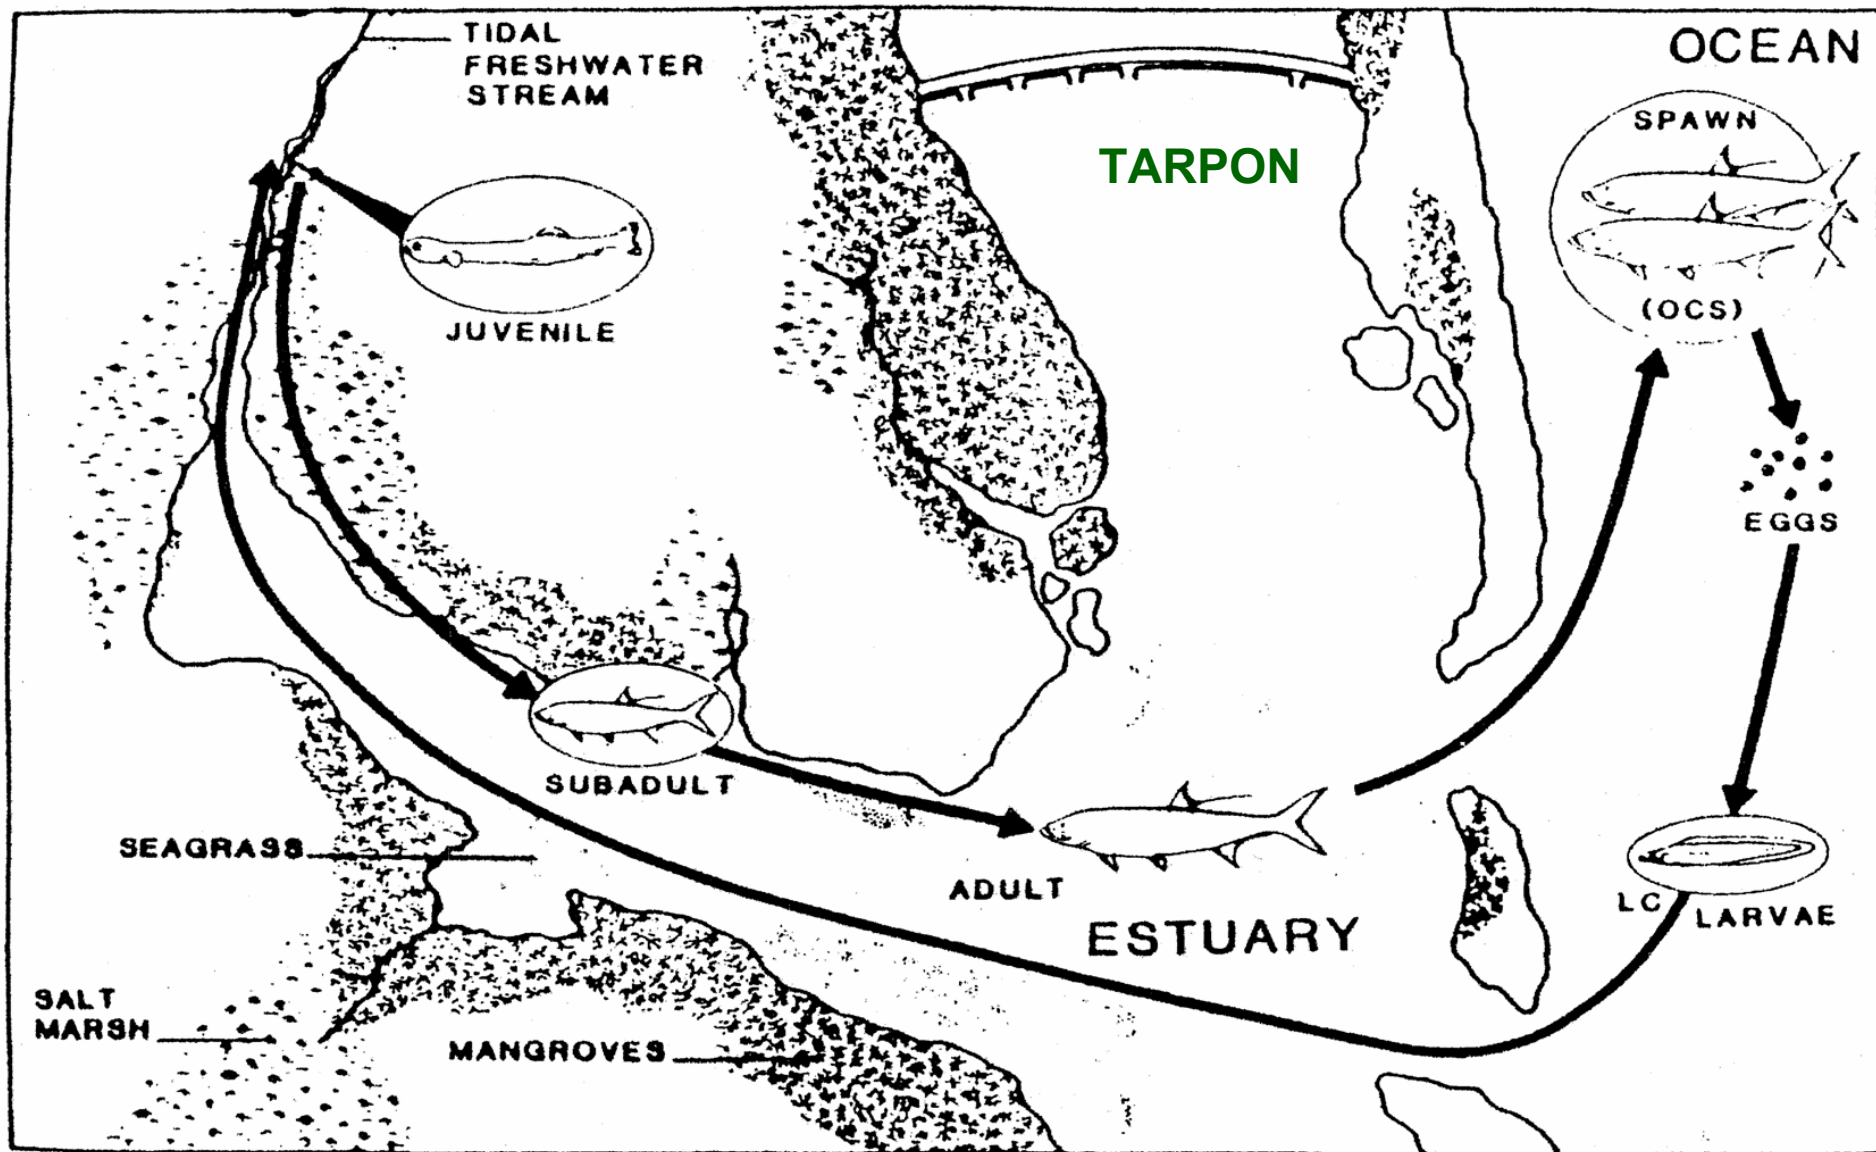 TIDAL
FRESHWATER
STREAM
OCEAN
SPAWN
TARPON
(OCS)
JUVENILE
EGGS
SUBADULT
SEAGRASS
ADULT
LC
LARVAE
ESTUARY
SALT
MARSH
MANGROVES